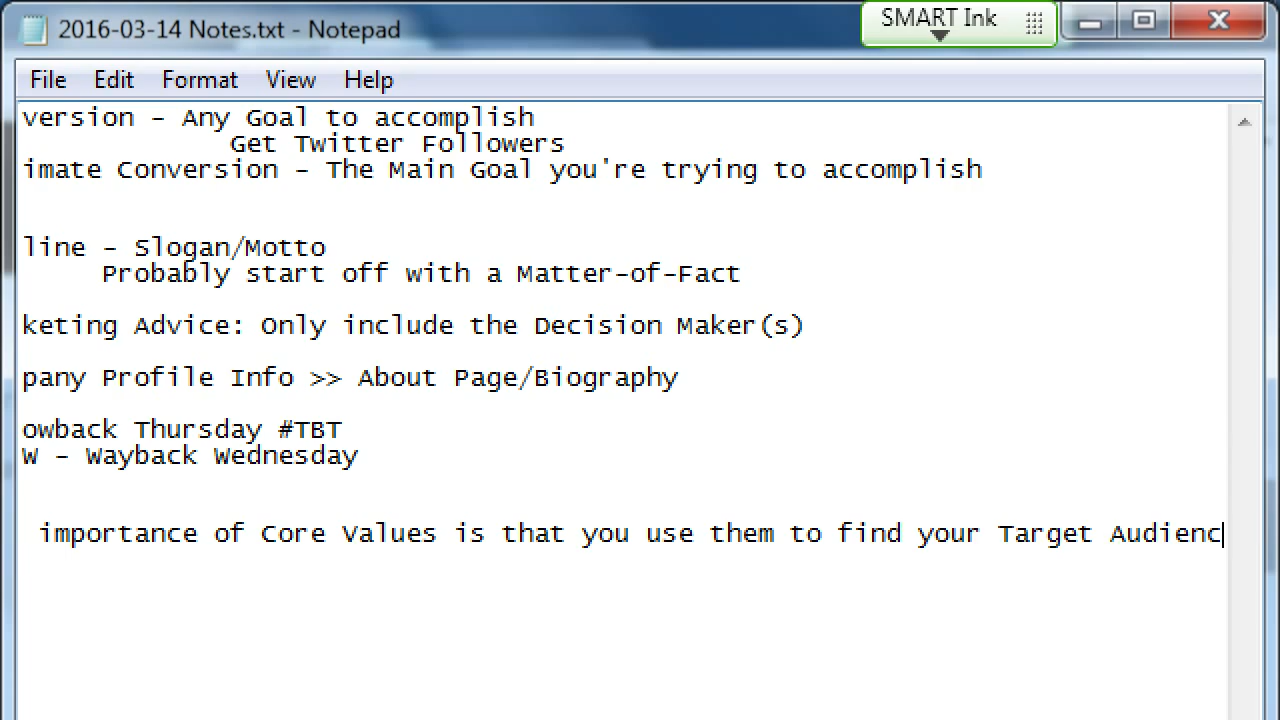 2016-03-14 Notes.txt - Notepad
SMART Ink
File Edit Format View Help
version - Any Goal to accomplish
Get Twitter Followers
imate Conversion - The Main Goal you're trying to accomplish
line - Slogan/Motto
Probably start off with a Matter-of-Fact
keting Advice: Only include the Decision Maker(s)
pany Profile Info >> About Page/Biography
owback Thursday #TBT
W - Wayback Wednesday
importance of Core Values is that you use them to find your Target Audienc